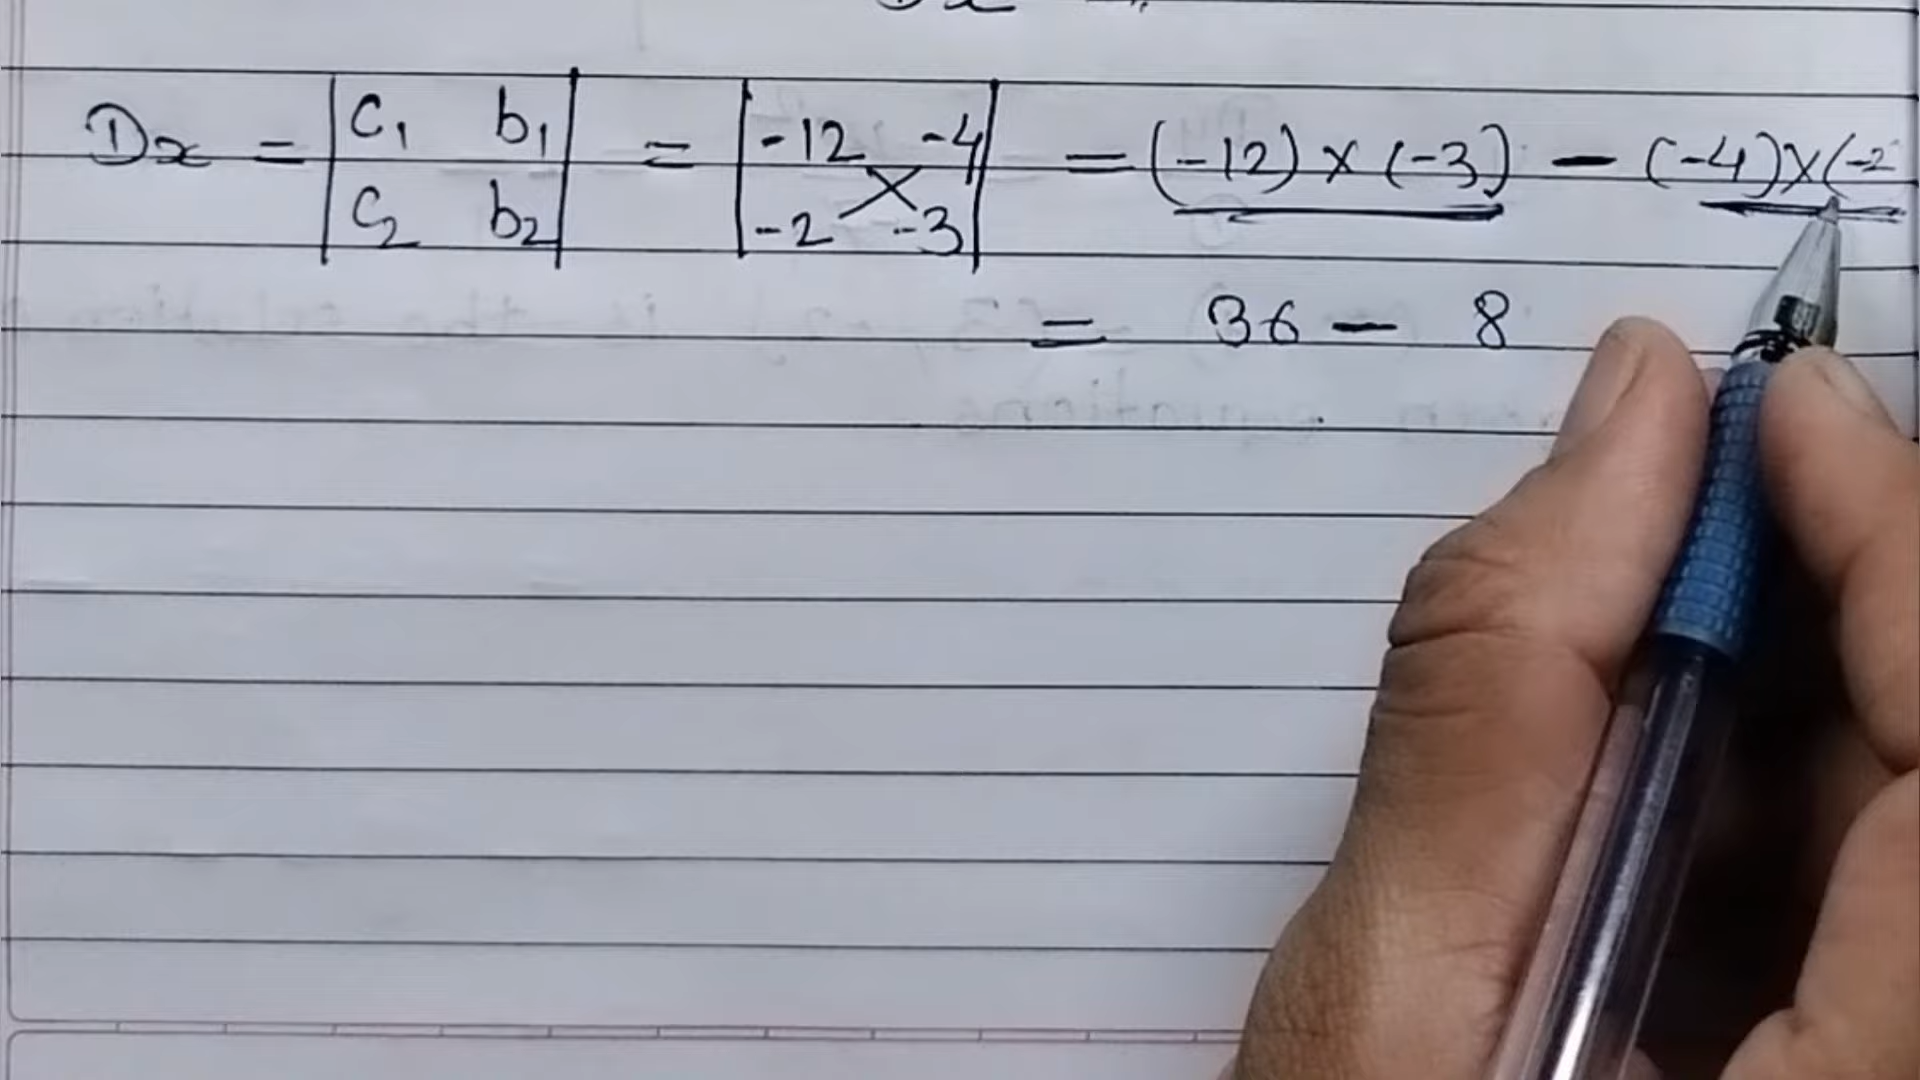 Dx = | c₁ b₁ | = | -12 -4 | = (-12) × (-3) - (-4)×(-2
| c₂ b₂ | | -2 -3 |
= 36 - 8